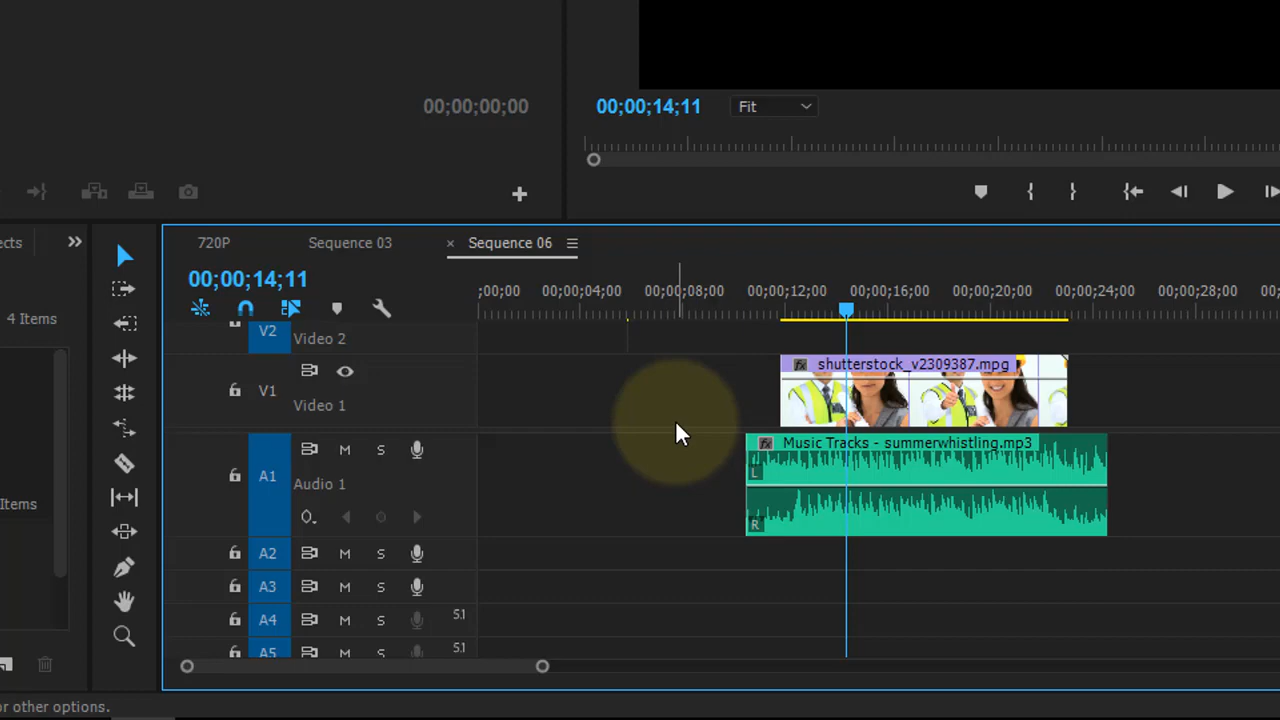 00;00;00;00
00;00;14;11
Fit
ects
720P
Sequence 03
× Sequence 06
00;00;14;11
4 Items
;00;00
00;00;04;00
00;00;08;00
00;00;12;00
00;00;16;00
00;00;20;00
00;00;24;00
00;00;28;00
00;
V2
Video 2
V1
Video 1
fx shutterstock_v2309387.mpg
fx Music Tracks - summerwhistling.mp3
L
R
A1
M S
Audio 1
Items
A2
M S
A3
M S
A4
M S
5.1
A5
M S
5.1
or other options.